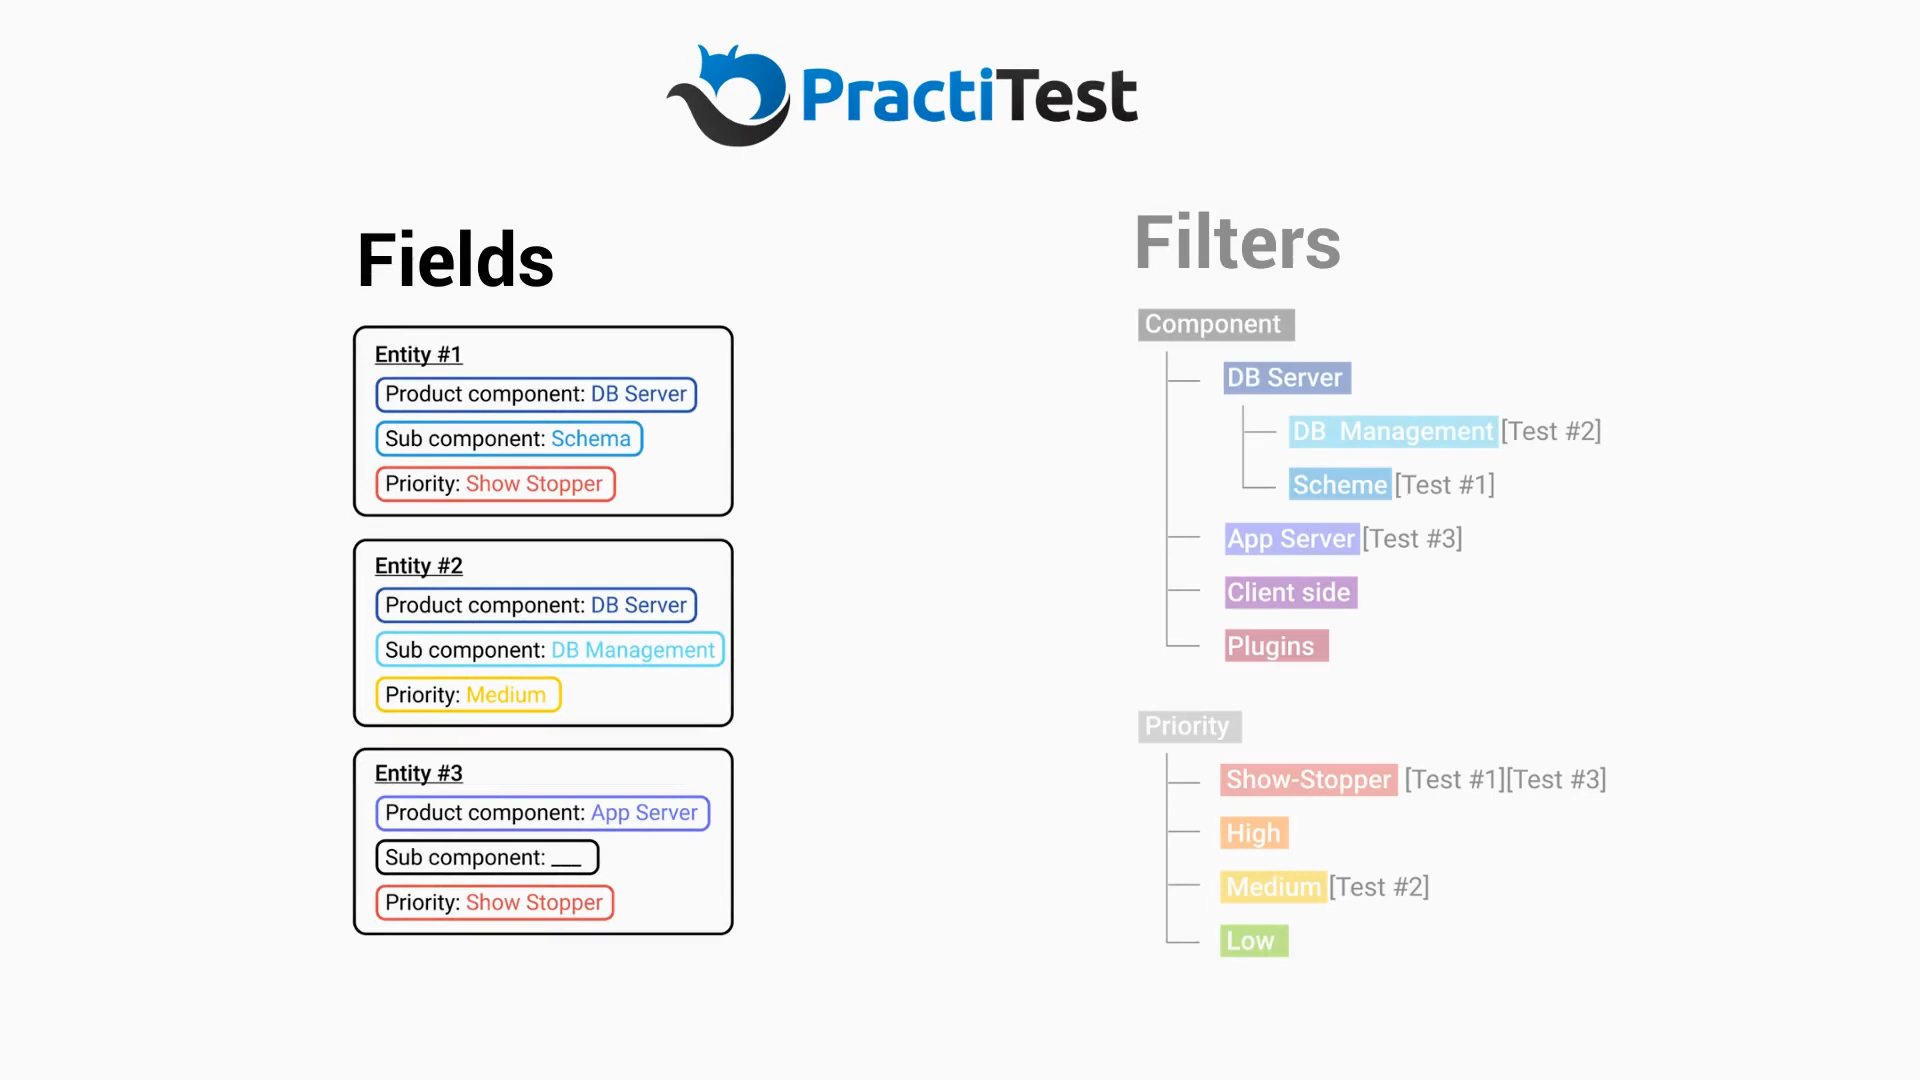 PractiTest
Fields
Entity #1
Product component: DB Server
Sub component: Schema
Priority: Show Stopper
Entity #2
Product component: DB Server
Sub component: DB Management
Priority: Medium
Entity #3
Product component: App Server
Sub component: ___
Priority: Show Stopper
Filters
Component
DB Server
DB Management [Test #2]
Scheme [Test #1]
App Server [Test #3]
Client side
Plugins
Priority
Show-Stopper [Test #1][Test #3]
High
Medium [Test #2]
Low